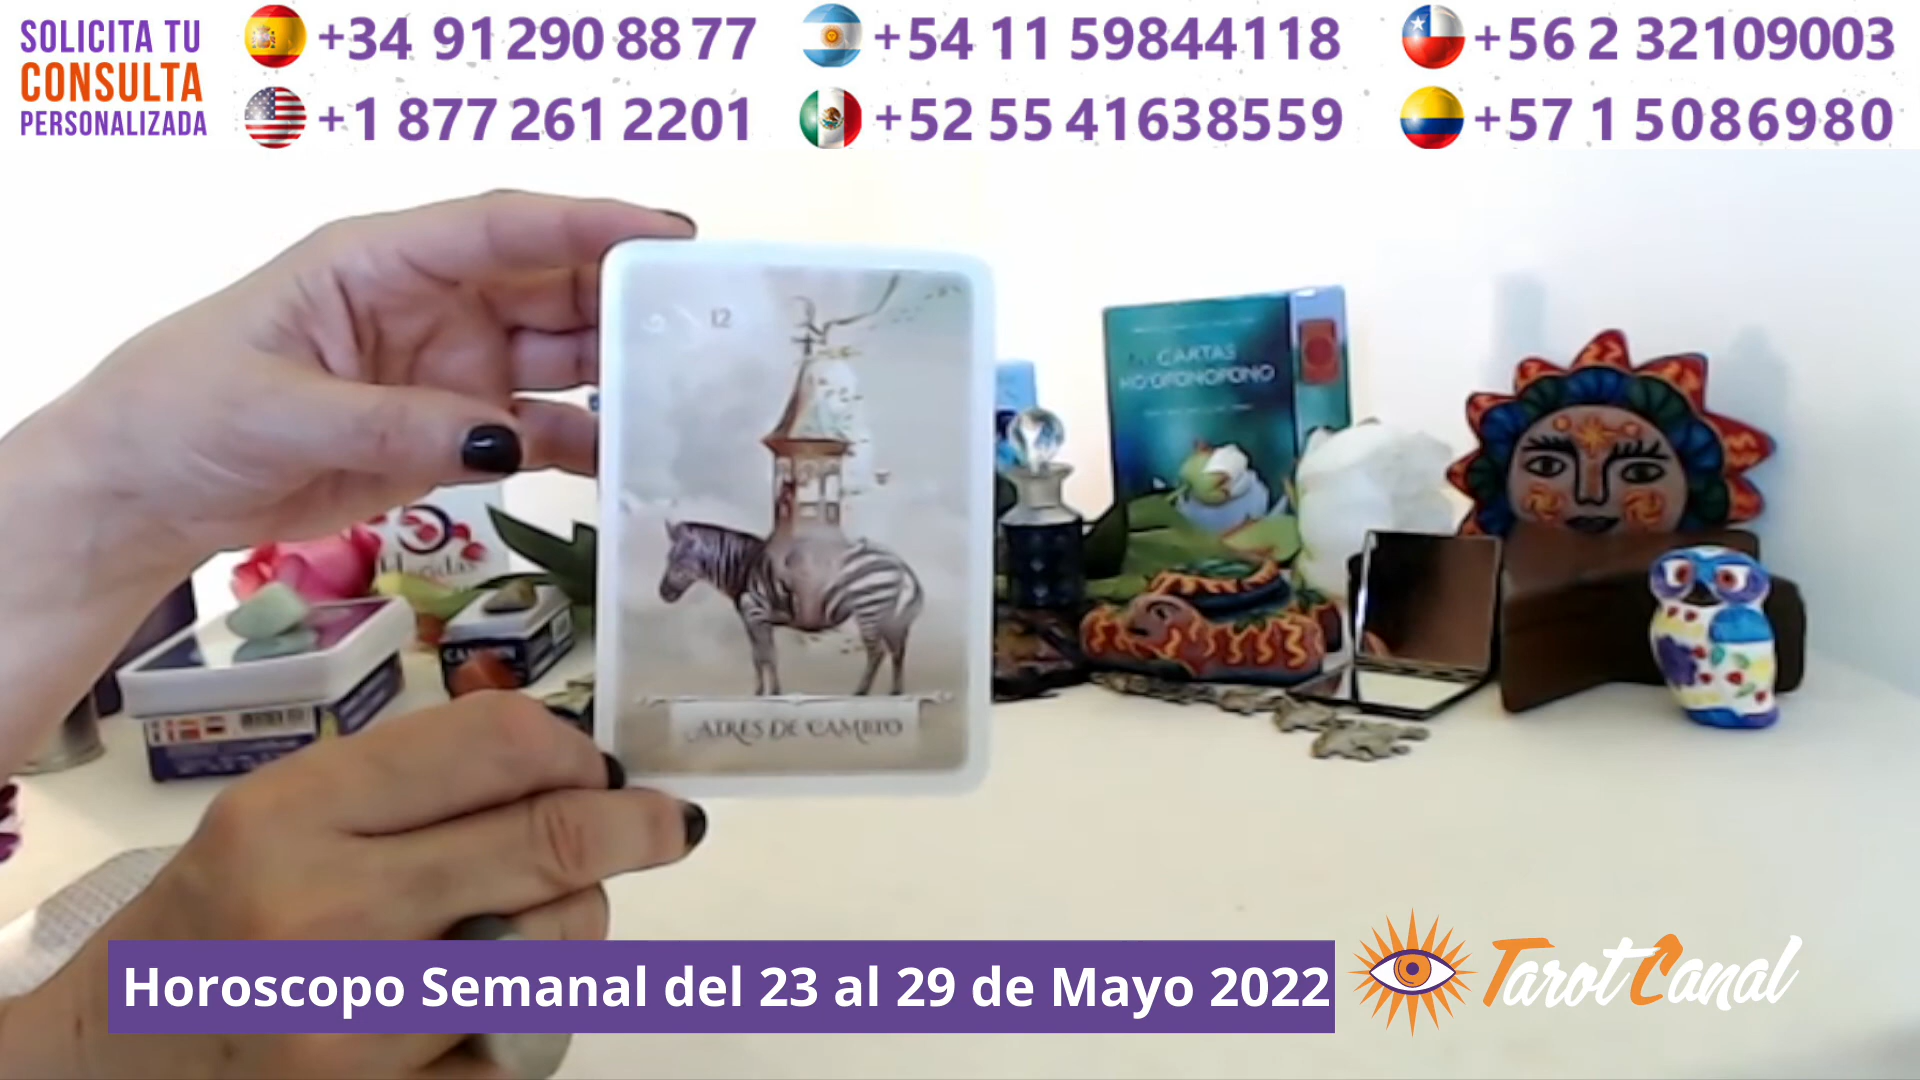 SOLICITA TU
CONSULTA
PERSONALIZADA
+34 91 290 88 77
+54 11 59844118
+56 2 32109003
+1 877 261 2201
+52 55 41638559
+57 1 5086980
12
CARTAS
HO'OPONOPONO
AIRES DE CAMBIO
Horoscopo Semanal del 23 al 29 de Mayo 2022
Tarot Canal